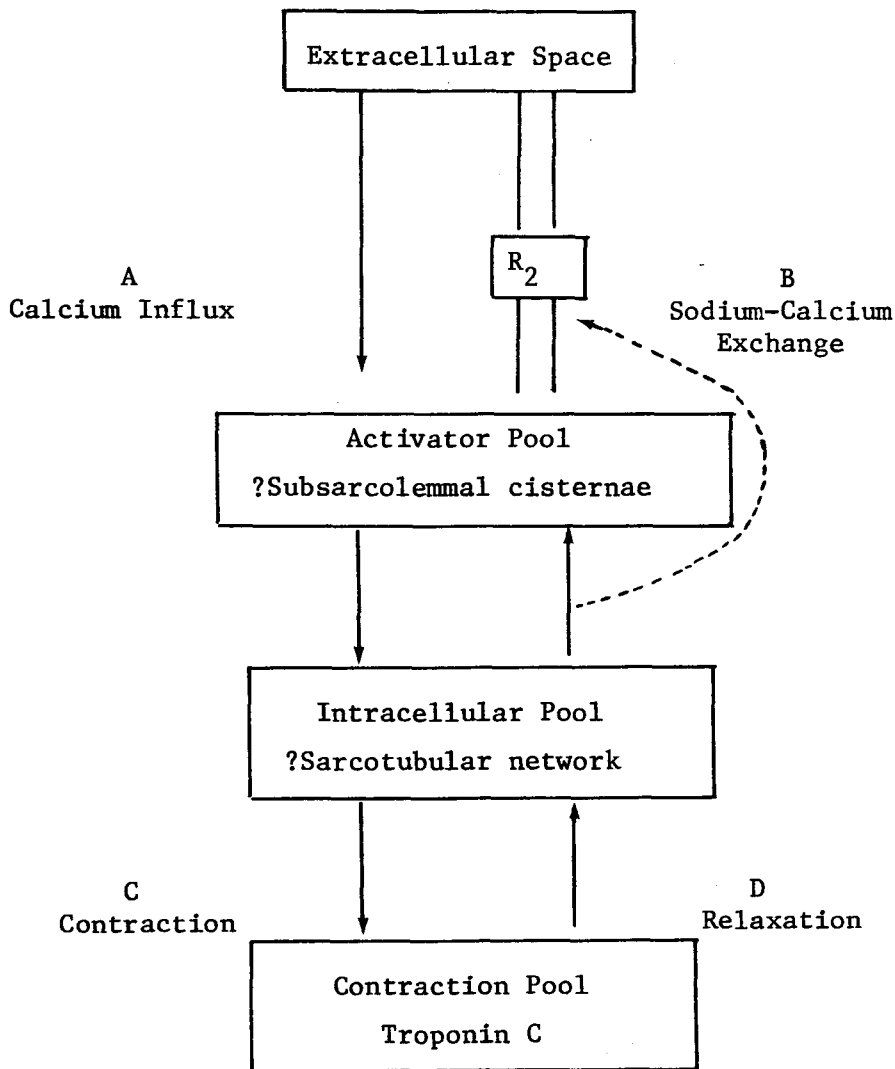 Extracellular Space
R2
A
Calcium Influx
B
Sodium-Calcium
Exchange
Activator Pool
?Subsarcolemmal cisternae
Intracellular Pool
?Sarcotubular network
C
Contraction
D
Relaxation
Contraction Pool
Troponin C